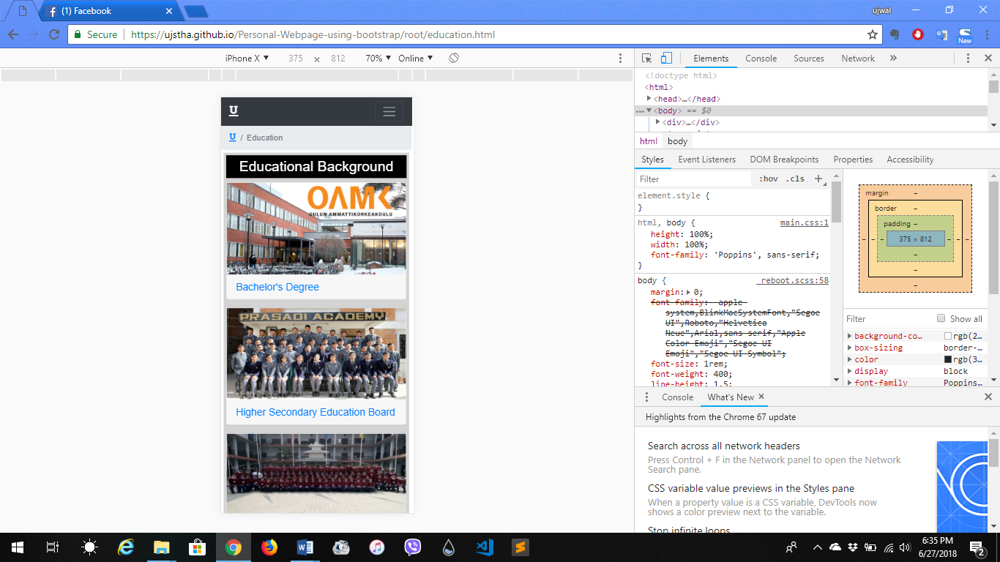 (1) Facebook
ujwal
Secure
https://ujstha.github.io/Personal-Webpage-using-bootstrap/root/education.html
New
iPhone X ▼ 375 × 812 70% ▼ Online ▼
Elements Console Sources Network »
<!doctype html>
<html>
<head>…</head>
<body> == $0
<div>…</div>
html body
Styles Event Listeners DOM Breakpoints Properties Accessibility
Filter :hov .cls +
element.style {
}
html, body { main.css:1
height: 100%;
width: 100%;
font-family: 'Poppins', sans-serif;
}
body { _reboot.scss:58
margin: 0;
font-family: -apple-
system,BlinkMacSystemFont,"Segoe
UI",Roboto,"Helvetica
Neue",Arial,sans-serif,"Apple
Color Emoji","Segoe UI
Emoji","Segoe UI Symbol";
font-size: 1rem;
font-weight: 400;
line-height: 1.5;
margin –
border –
padding –
– – – 375 × 812 – – –
–
–
–
Filter Show all
background-co… rgb(2…
box-sizing border-…
color rgb(3…
display block
font-family Poppins…
U
U / Education
Educational Background
OAMK
OULUN AMMATTIKORKEAKOULU
Bachelor's Degree
PRASADI ACADEMY
Higher Secondary Education Board
Console What's New ×
Highlights from the Chrome 67 update
Search across all network headers
Press Control + F in the Network panel to open the Network
Search pane.
CSS variable value previews in the Styles pane
When a property value is a CSS variable, DevTools now
shows a color preview next to the variable.
Stop infinite loops
6:35 PM
6/27/2018
2